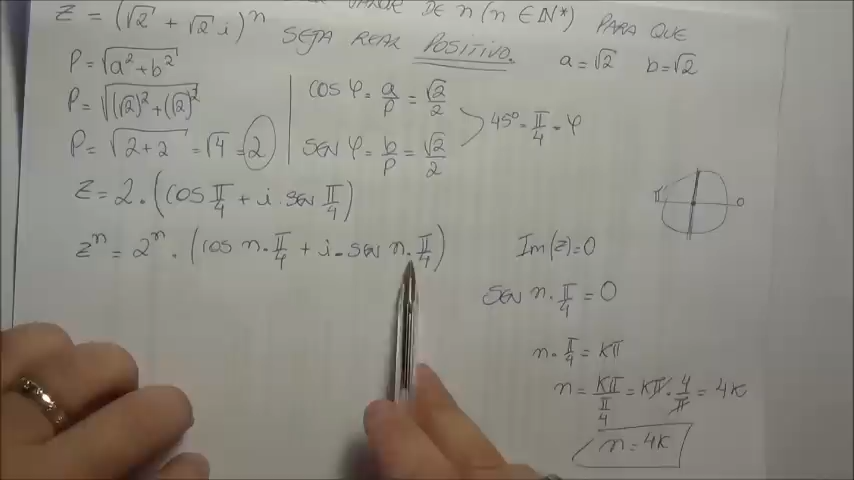 VALOR DE n (n ∈ N*) PARA QUE
Z = (√2 + √2 i)^n
SEJA REAL POSITIVO.
a = √2 b = √2
P = √(a² + b²)
P = √((√2)² + (√2)²)
P = √(2 + 2) = √4 = 2
COS φ = a/P = √2/2
SEN φ = b/P = √2/2
45° = π/4 = φ
Z = 2 · (COS π/4 + i · SEN π/4)
Z^n = 2^n · (COS n · π/4 + i · SEN n · π/4)
π 0
Im(Z) = 0
SEN n · π/4 = 0
n · π/4 = Kπ
n = Kπ/(π/4) = Kπ · 4/π = 4K
n = 4K